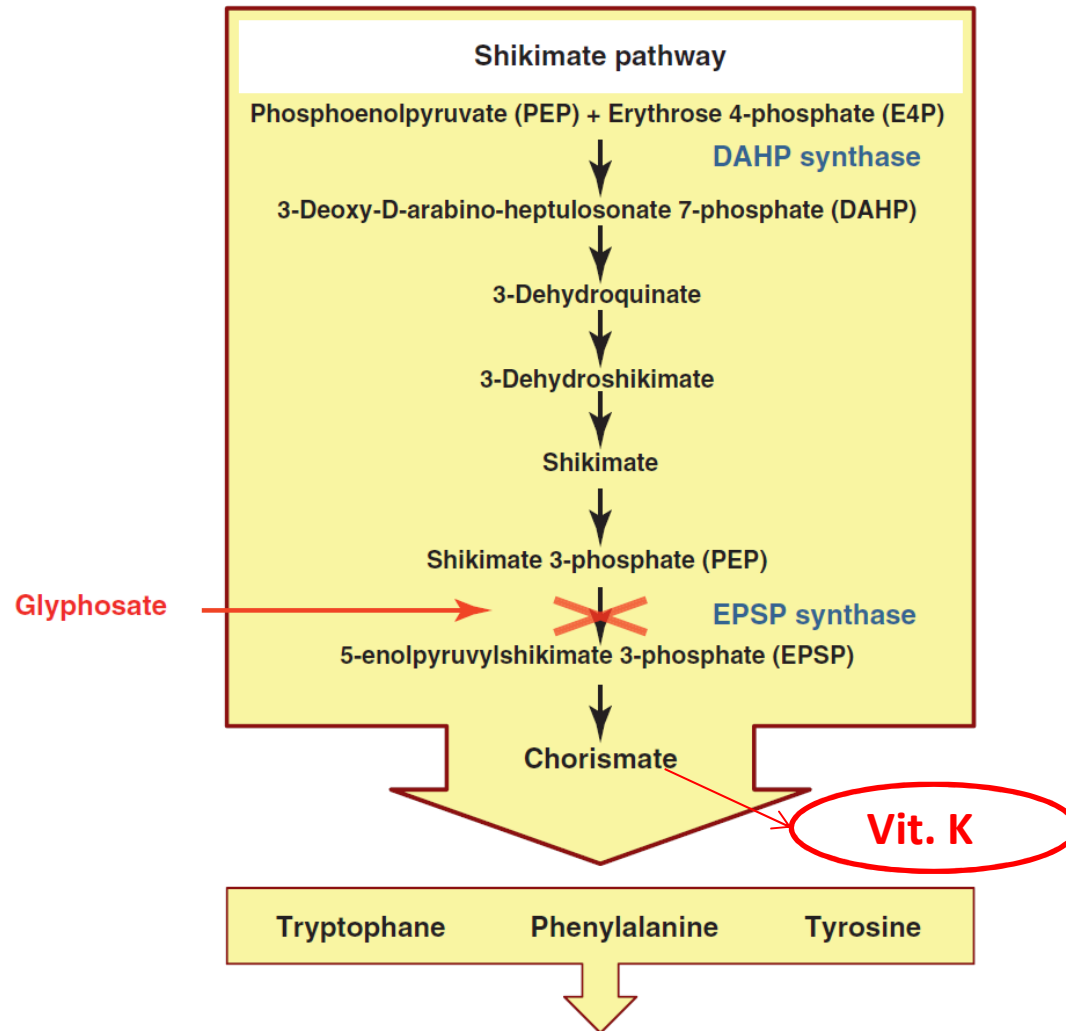 Shikimate pathway
Phosphoenolpyruvate (PEP) + Erythrose 4-phosphate (E4P)
DAHP synthase
3-Deoxy-D-arabino-heptulosonate 7-phosphate (DAHP)
3-Dehydroquinate
3-Dehydroshikimate
Shikimate
Shikimate 3-phosphate (PEP)
Glyphosate
EPSP synthase
5-enolpyruvylshikimate 3-phosphate (EPSP)
Chorismate
Vit. K
Tryptophane Phenylalanine Tyrosine